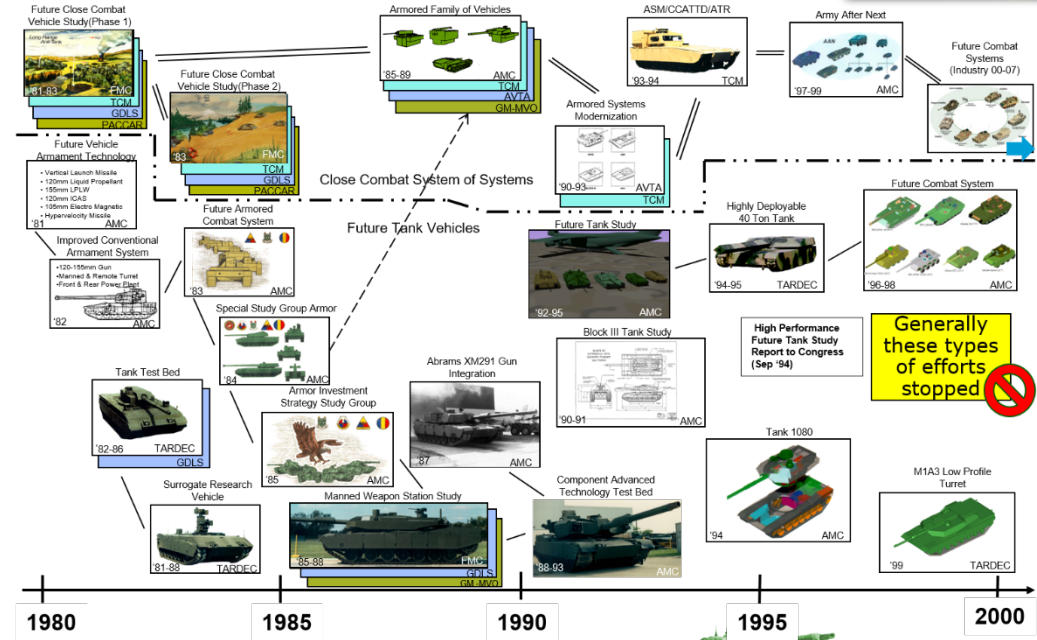 Future Close Combat
Vehicle Study(Phase 1)
Long Range
Anti-Tank
'81-83
FMC
TCM
GDLS
PACCAR
Future Close Combat
Vehicle Study(Phase 2)
'83
FMC
TCM
GDLS
PACCAR
Armored Family of Vehicles
'85-89
AMC
TCM
AVTA
GM-MVO
ASM/CCATTD/ATR
'93-94
TCM
Army After Next
AAN
'97-99
AMC
Future Combat
Systems
(Industry 00-07)
Armored Systems
Modernization
'90-93
AVTA
TCM
Close Combat System of Systems
Future Tank Vehicles
Future Vehicle
Armament Technology
• Vertical Launch Missile
• 120mm Liquid Propellant
• 155mm LPLW
• 120mm ICAS
• 105mm Electro Magnetic
• Hypervelocity Missile
'81
AMC
Improved Conventional
Armament System
•120-155mm Gun
•Manned & Remote Turret
•Front & Rear Power Plant
'82
AMC
Future Armored
Combat System
'83
AMC
Special Study Group Armor
'84
AMC
Armor Investment
Strategy Study Group
'85
AMC
Tank Test Bed
'82-86
TARDEC
GDLS
Surrogate Research
Vehicle
'81-88
TARDEC
Manned Weapon Station Study
'85-88
FMC
GDLS
GM-MVO
Abrams XM291 Gun
Integration
'87
AMC
Component Advanced
Technology Test Bed
'88-93
AMC
Future Tank Study
'92-95
AMC
Block III Tank Study
'90-91
AMC
Highly Deployable
40 Ton Tank
'94-95
TARDEC
Future Combat System
'96-98
AMC
High Performance
Future Tank Study
Report to Congress
(Sep '94)
Generally
these types
of efforts
stopped
Tank 1080
'94
AMC
M1A3 Low Profile
Turret
'99
TARDEC
1980
1985
1990
1995
2000